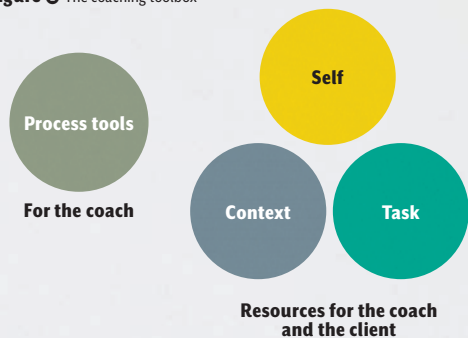 The coaching toolbox
Process tools
For the coach
Self
Context
Task
Resources for the coach
and the client